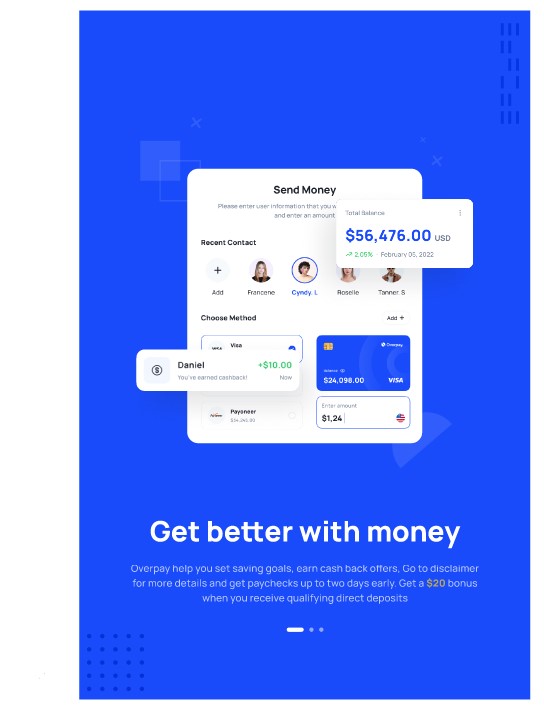 Send Money
Please enter user information that you w
and enter an amount
Total Balance
$56,476.00 USD
2.05% February 05, 2022
Recent Contact
Add
Francene
Cyndy. L
Roselle
Tanner. S
Choose Method
Add +
Visa
Overpay
Balance
$24,098.00 VISA
Daniel +$10.00
You've earned cashback! Now
Payoneer
$24,345.00
Enter amount
$1,24
Get better with money
Overpay help you set saving goals, earn cash back offers, Go to disclaimer
for more details and get paychecks up to two days early. Get a $20 bonus
when you receive qualifying direct deposits